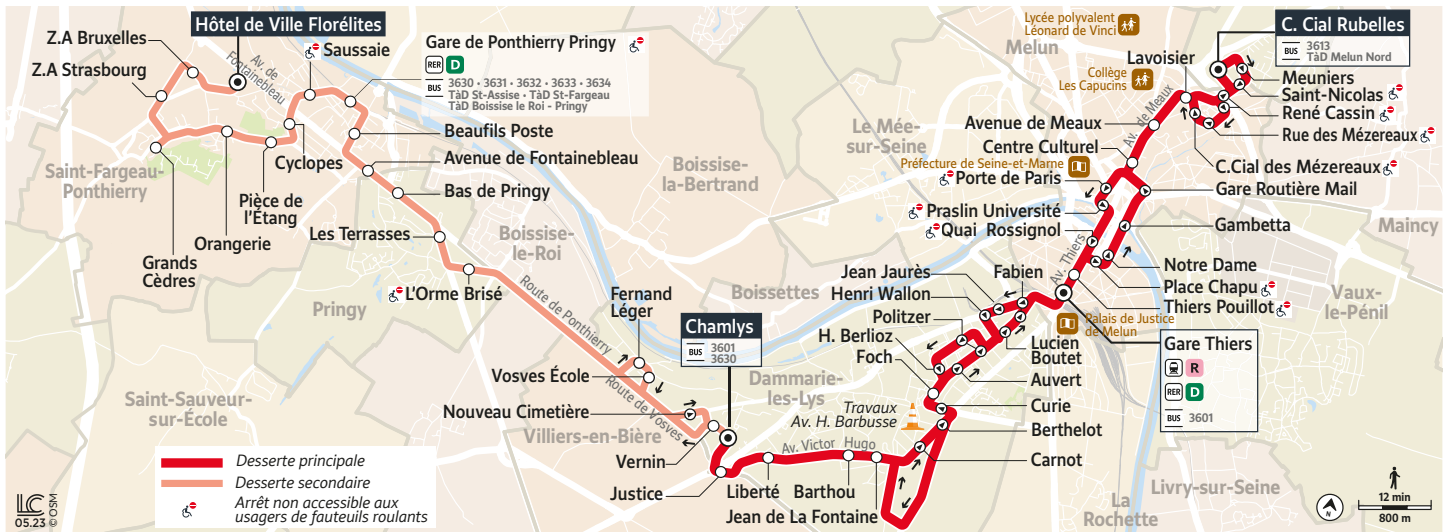 Hôtel de Ville Florélites
Z.A Bruxelles
Z.A Strasbourg
Av. de
Fontainebleau
Saussaie
Gare de Ponthierry Pringy
RER D
BUS
3630 • 3631 • 3632 • 3633 • 3634
TàD St-Assise • TàD St-Fargeau
TàD Boissise le Roi - Pringy
Beaufils Poste
Avenue de Fontainebleau
Bas de Pringy
Saint-Fargeau-
Ponthierry
Cyclopes
Pièce de
l'Étang
Orangerie
Grands
Cèdres
Les Terrasses
L'Orme Brisé
Pringy
Boissise-
le-Roi
Boissise-
la-Bertrand
Boissettes
Route de Ponthierry
Fernand
Léger
Vosves École
Route de Vosves
Nouveau Cimetière
Villiers-en-Bière
Vernin
Saint-Sauveur-
sur-École
Chamlys
BUS
3601
3630
Justice
Liberté
Av. Victor Hugo
Barthou
Jean de La Fontaine
Dammarie-
les-Lys
Travaux
Av. H. Barbusse
Jean Jaurès
Henri Wallon
Politzer
H. Berlioz
Foch
Fabien
Lucien
Boutet
Auvert
Curie
Berthelot
Carnot
Lycée polyvalent
Léonard de Vinci
Melun
Collège
Les Capucins
Le Mée-
sur-Seine
Lavoisier
Av. de Meaux
Avenue de Meaux
Centre Culturel
Préfecture de Seine-et-Marne
Porte de Paris
Praslin Université
Quai Rossignol
Av. Thiers
C. Cial Rubelles
BUS
3613
TàD Melun Nord
Meuniers
Saint-Nicolas
René Cassin
Rue des Mézereaux
C.Cial des Mézereaux
Gare Routière Mail
Maincy
Gambetta
Notre Dame
Place Chapu
Thiers Pouillot
Vaux-
le-Pénil
Palais de Justice
de Melun
Gare Thiers
R
RER D
BUS 3601
La
Rochette
Livry-sur-Seine
Desserte principale
Desserte secondaire
Arrêt non accessible aux
usagers de fauteuils roulants
LC
05.23 © OSM
N
12 min
800 m